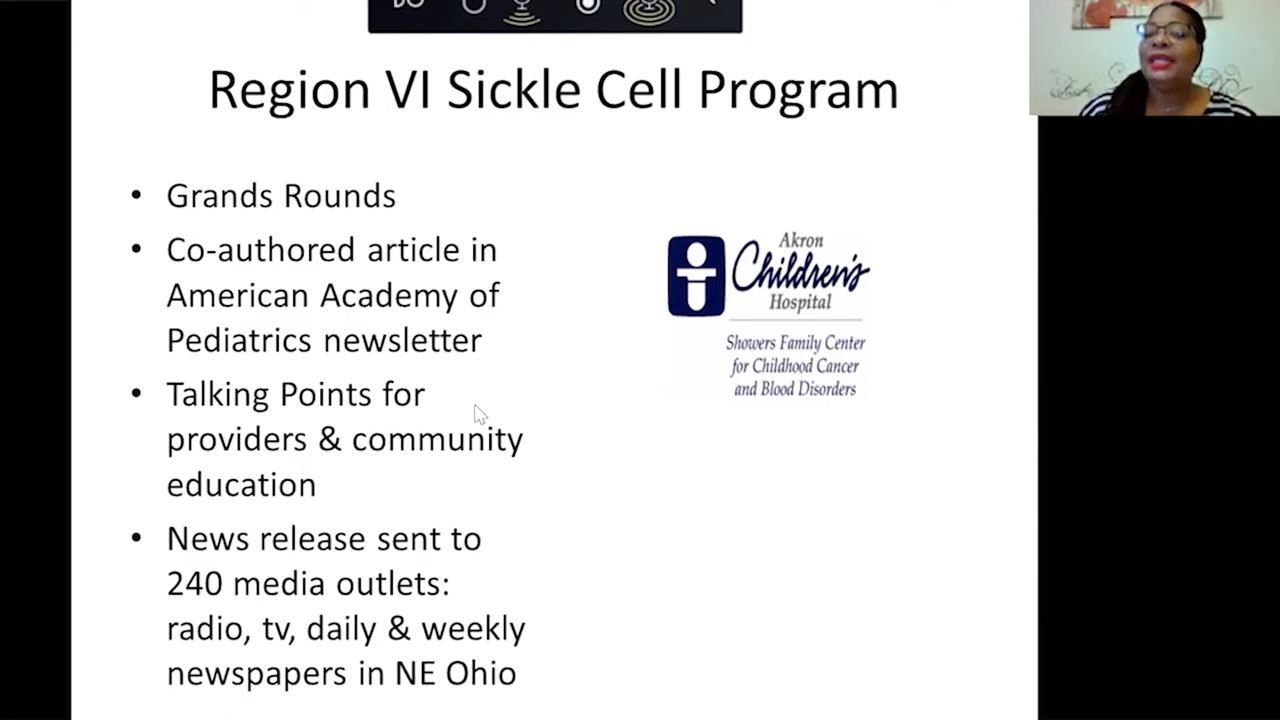 Region VI Sickle Cell Program
• Grands Rounds
• Co-authored article in
American Academy of
Pediatrics newsletter
• Talking Points for
providers & community
education
• News release sent to
240 media outlets:
radio, tv, daily & weekly
newspapers in NE Ohio
Akron
Children's
Hospital
Showers Family Center
for Childhood Cancer
and Blood Disorders